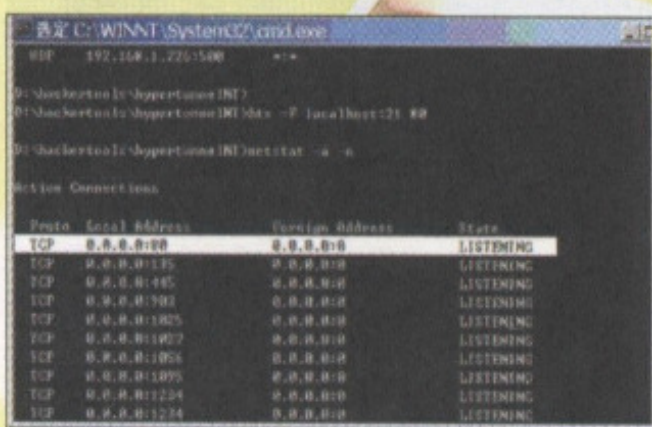 选定 C:\WINNT\System32\cmd.exe
UDP 192.168.1.226:500 *:*
D:\hackertools\hypertunnelNT>
D:\hackertools\hypertunnelNT>hts -F localhost:21 80
D:\hackertools\hypertunnelNT>netstat -a -n
Active Connections
Proto Local Address Foreign Address State
TCP 0.0.0.0:80 0.0.0.0:0 LISTENING
TCP 0.0.0.0:135 0.0.0.0:0 LISTENING
TCP 0.0.0.0:445 0.0.0.0:0 LISTENING
TCP 0.0.0.0:903 0.0.0.0:0 LISTENING
TCP 0.0.0.0:1025 0.0.0.0:0 LISTENING
TCP 0.0.0.0:1027 0.0.0.0:0 LISTENING
TCP 0.0.0.0:1056 0.0.0.0:0 LISTENING
TCP 0.0.0.0:1095 0.0.0.0:0 LISTENING
TCP 0.0.0.0:1234 0.0.0.0:0 LISTENING
TCP 0.0.0.0:1234 0.0.0.0:0 LISTENING